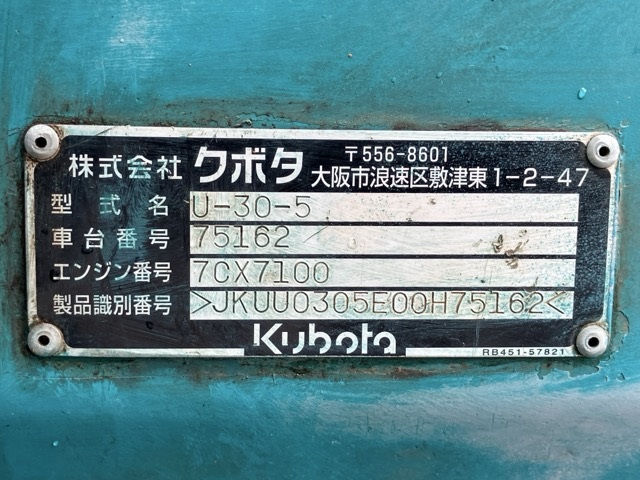 株式会社 クボタ 〒556-8601
大阪市浪速区敷津東1-2-47
型式名 U-30-5
車台番号 75162
エンジン番号 7CX7100
製品識別番号 >JKUU0305E00H75162<
Kubota
RB451-57821